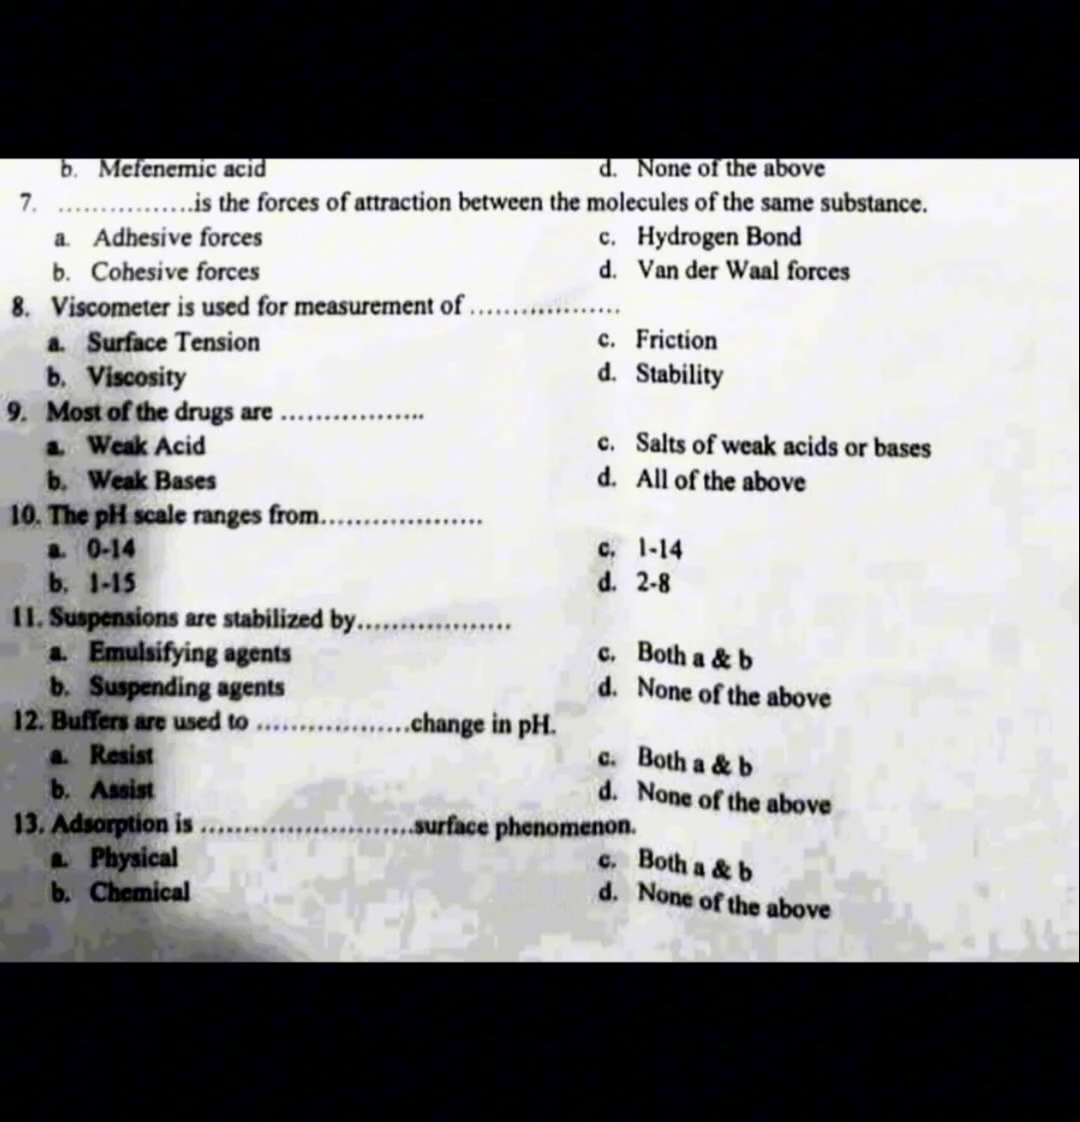 b. Mefenemic acid d. None of the above
7. ................is the forces of attraction between the molecules of the same substance.
a. Adhesive forces c. Hydrogen Bond
b. Cohesive forces d. Van der Waal forces
8. Viscometer is used for measurement of ..................
a. Surface Tension c. Friction
b. Viscosity d. Stability
9. Most of the drugs are .................
a. Weak Acid c. Salts of weak acids or bases
b. Weak Bases d. All of the above
10. The pH scale ranges from...................
a. 0-14 c. 1-14
b. 1-15 d. 2-8
11. Suspensions are stabilized by..................
a. Emulsifying agents c. Both a & b
b. Suspending agents d. None of the above
12. Buffers are used to ..................change in pH.
a. Resist c. Both a & b
b. Assist d. None of the above
13. Adsorption is .........................surface phenomenon.
a. Physical c. Both a & b
b. Chemical d. None of the above